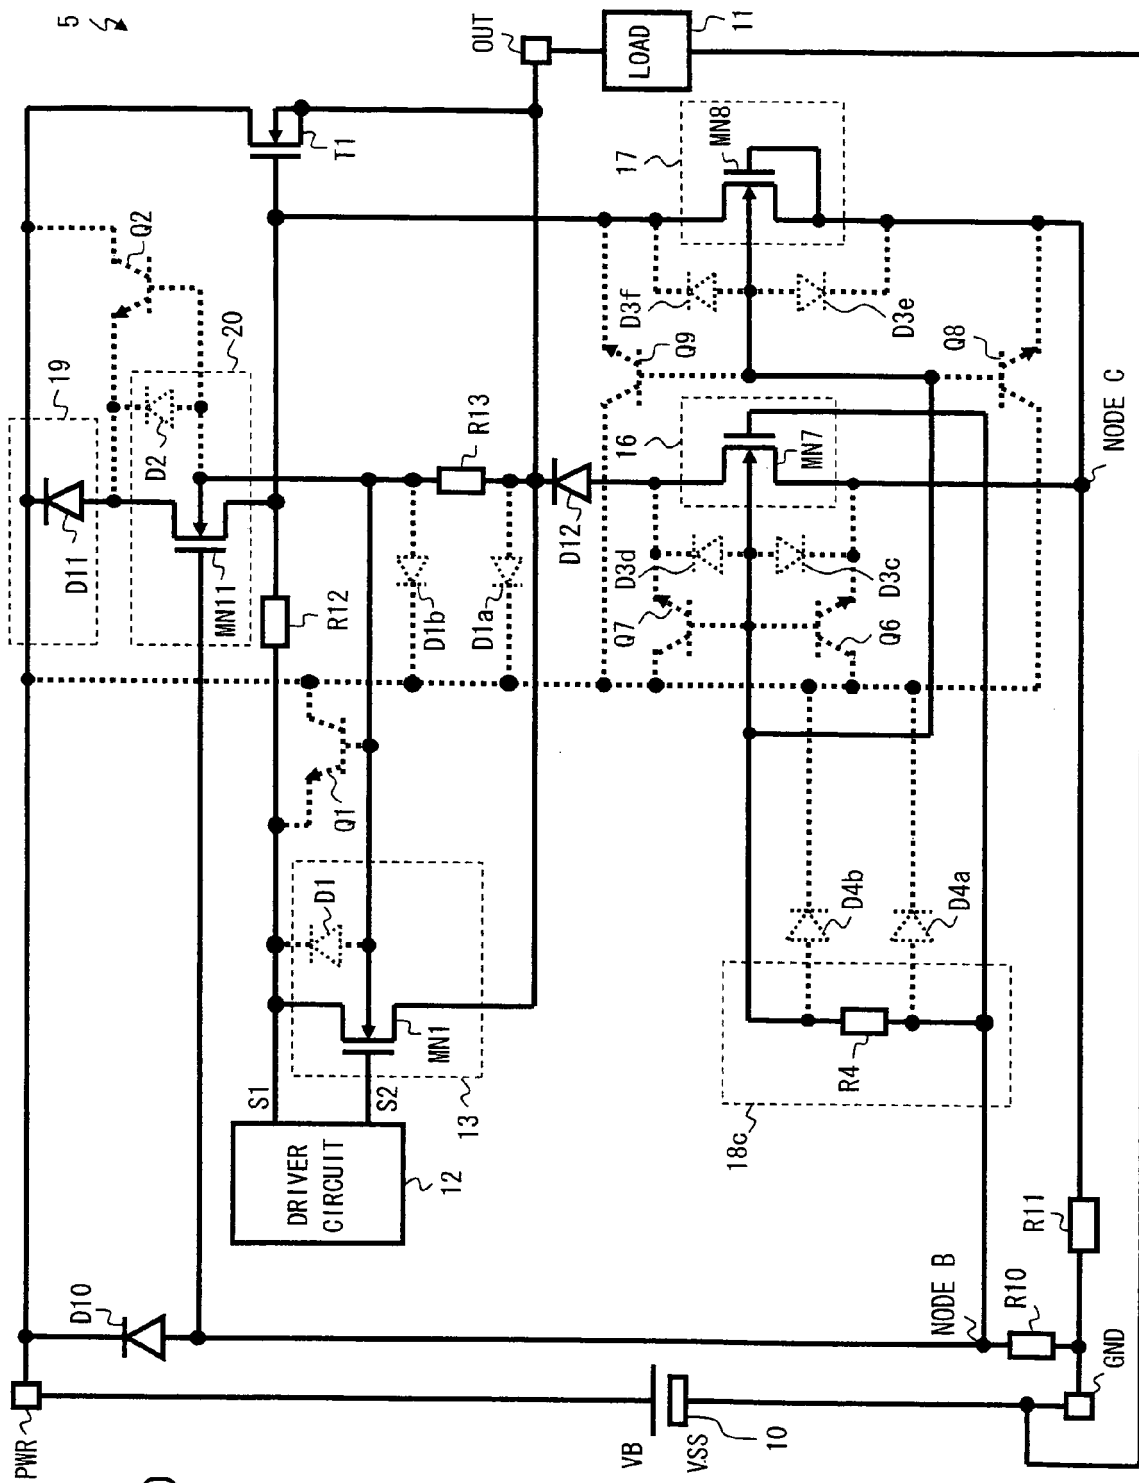 5
PWR
D10
VB
VSS
10
GND
NODE B
R10
R11
NODE C
DRIVER
CIRCUIT
12
S1
S2
13
MN1
D1
Q1
R12
D1b
D1a
R13
D11
19
MN11
D2
20
Q2
T1
OUT
LOAD
11
D12
16
MN7
17
MN8
D3f
D3e
Q9
Q8
D3d
D3c
Q7
Q6
D4b
D4a
R4
18c